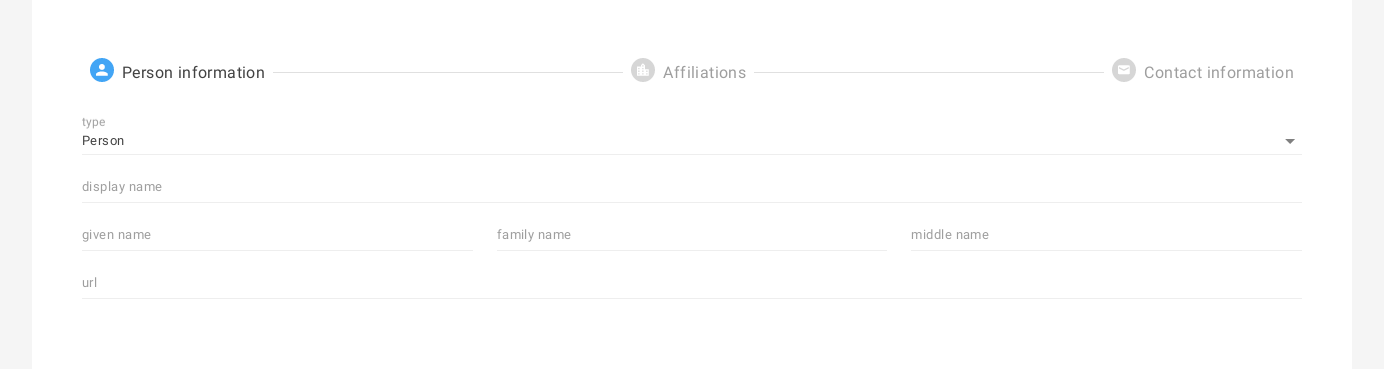 Person information Affiliations Contact information
type
Person
display name
given name family name middle name
url